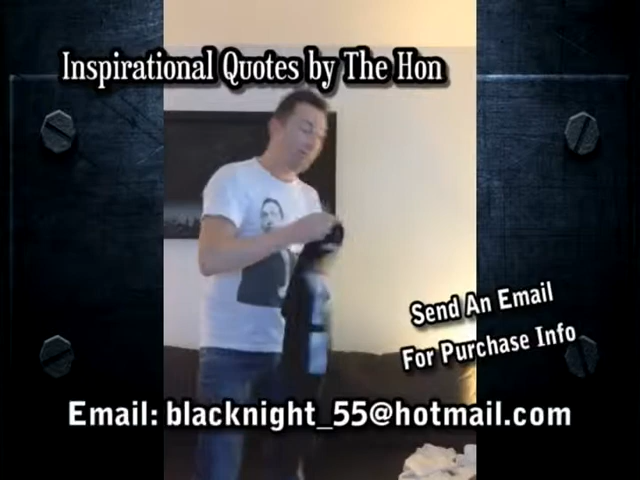 Inspirational Quotes by The Hon
Send An Email
For Purchase Info
Email: blacknight_55@hotmail.com